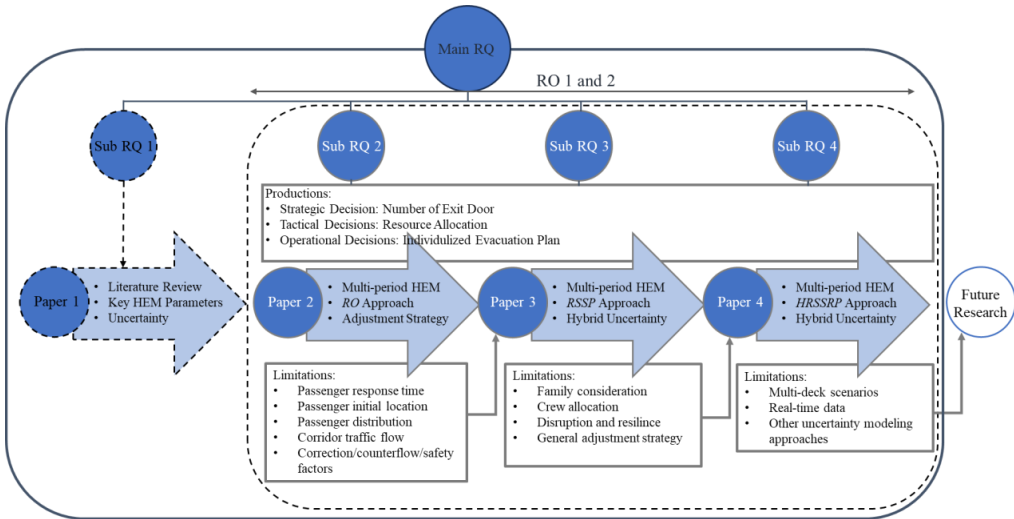 Main RQ
RO 1 and 2
Sub RQ 1
Sub RQ 2
Sub RQ 3
Sub RQ 4
Productions:
• Strategic Decision: Number of Exit Door
• Tactical Decisions: Resource Allocation
• Operational Decisions: Individulized Evacuation Plan
Paper 1
• Literature Review
• Key HEM Parameters
• Uncertainty
Paper 2
• Multi-period HEM
• RO Approach
• Adjustment Strategy
Paper 3
• Multi-period HEM
• RSSP Approach
• Hybrid Uncertainty
Paper 4
• Multi-period HEM
• HRSSRP Approach
• Hybrid Uncertainty
Future
Research
Limitations:
• Passenger response time
• Passenger initial location
• Passenger distribution
• Corridor traffic flow
• Correction/counterflow/safety
factors
Limitations:
• Family consideration
• Crew allocation
• Disruption and resilince
• General adjustment strategy
Limitations:
• Multi-deck scenarios
• Real-time data
• Other uncertainty modeling
approaches